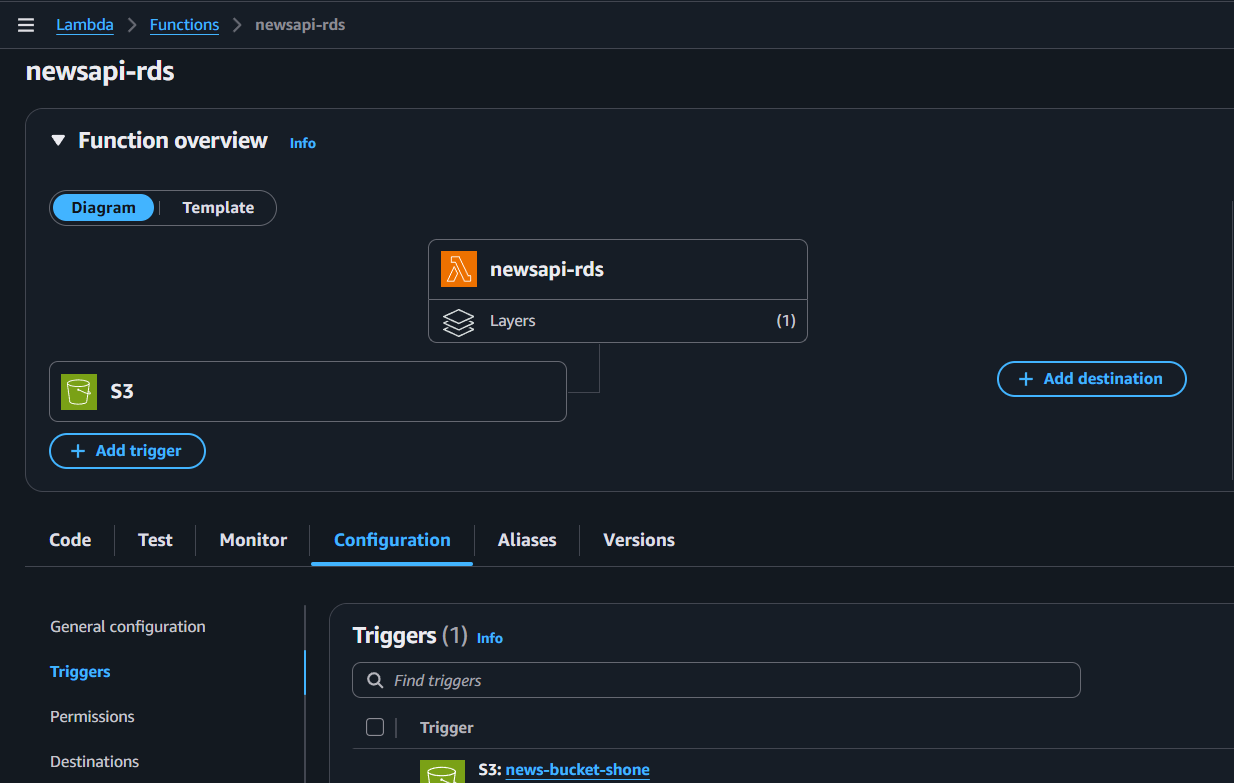 Lambda > Functions > newsapi-rds
newsapi-rds
Function overview Info
Diagram | Template
newsapi-rds
Layers (1)
S3
+ Add destination
+ Add trigger
Code Test Monitor Configuration Aliases Versions
General configuration
Triggers
Permissions
Destinations
Triggers (1) Info
Find triggers
Trigger
S3: news-bucket-shone